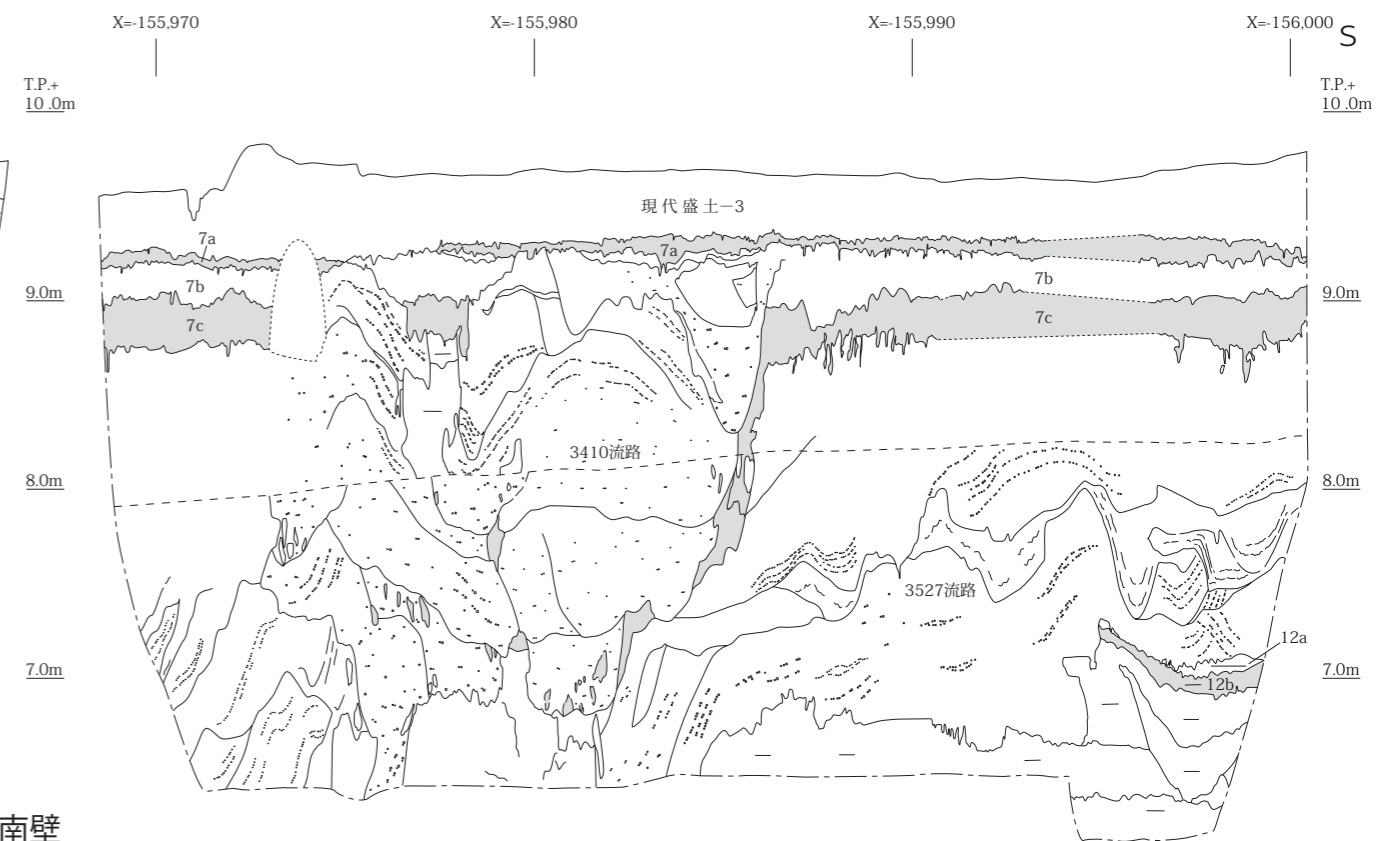 X=-155,970
X=-155,980
X=-155,990
X=-156,000
S
T.P.+
10 .0m
T.P.+
10 .0m
現代盛土-3
7a
7a
7b
7b
9.0m
9.0m
7c
7c
3410流路
8.0m
8.0m
3527流路
12a
7.0m
7.0m
12b
南壁